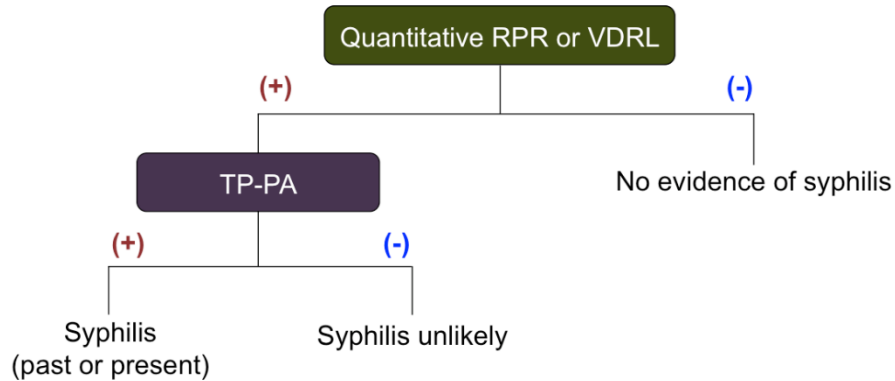 Quantitative RPR or VDRL
(+)
(-)
TP-PA
No evidence of syphilis
(+)
(-)
Syphilis
(past or present)
Syphilis unlikely